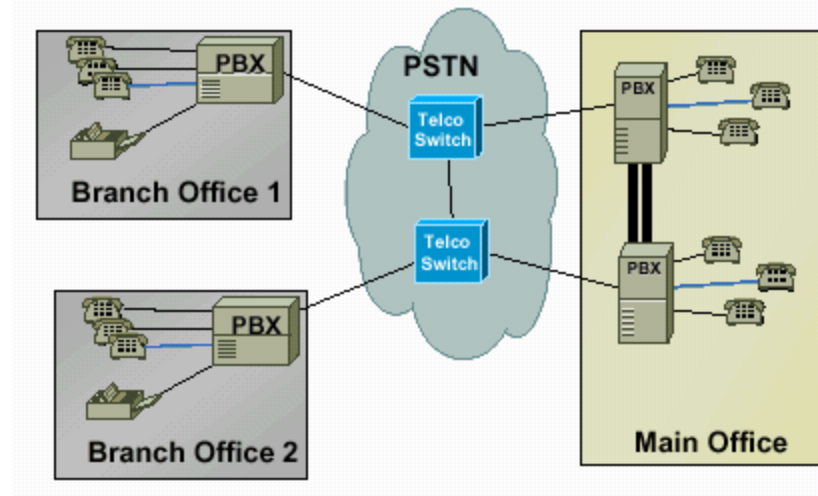 PBX
Branch Office 1
PSTN
Telco
Switch
Telco
Switch
PBX
Branch Office 2
PBX
PBX
Main Office